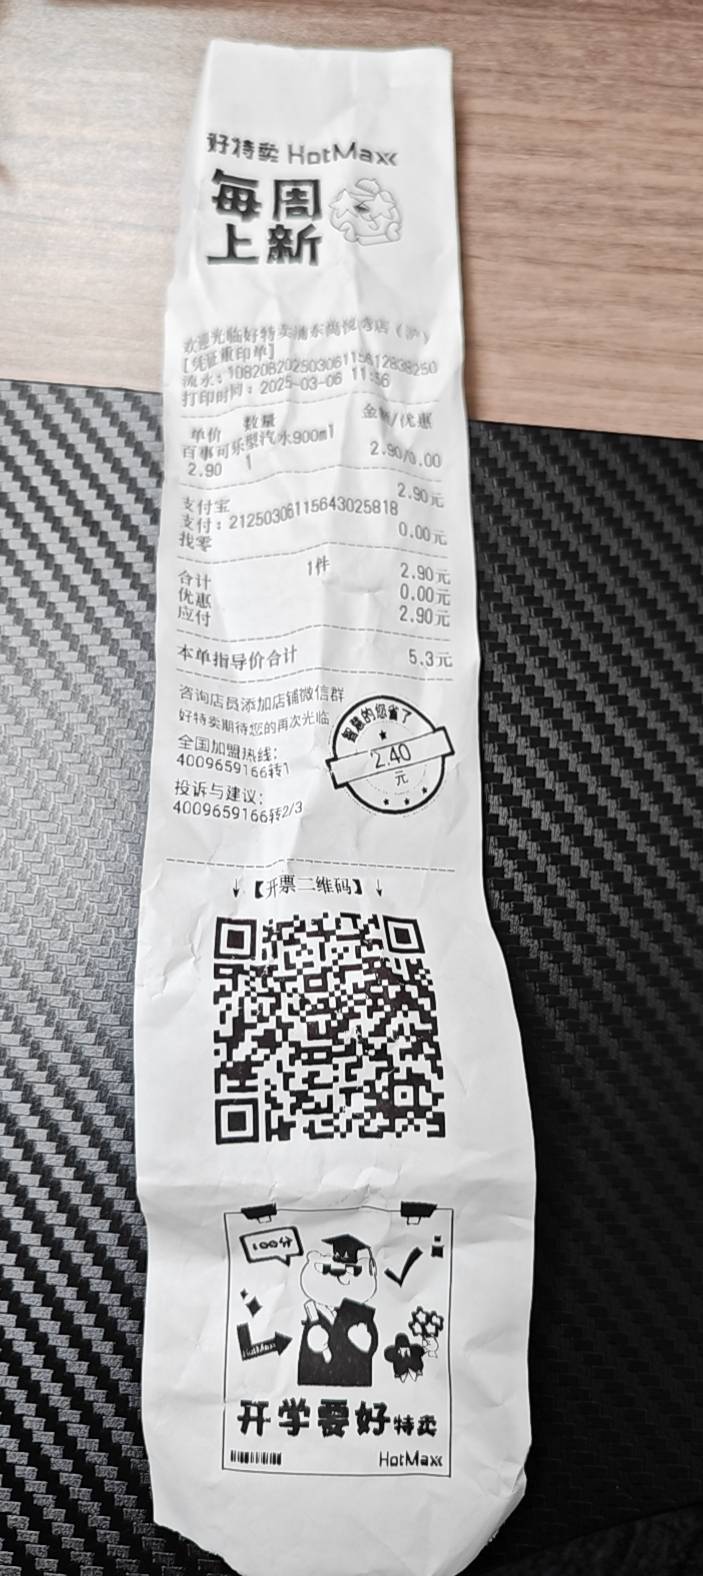 好特卖 HotMaxx
每周
上新
欢迎光临好特卖浦东尚悦湾店（沪）
[凭证重印单]
打印时间：2025-03-06 11:56
单价 数量 金额/优惠
百事可乐型汽水900ml
2.90 1 2.90/0.00
支付宝 2.90元
支付：21250306115643025818
找零 0.00元
合计 1件 2.90元
优惠 0.00元
应付 2.90元
本单指导价合计 5.3元
咨询店员添加店铺微信群
好特卖期待您的再次光临
全国加盟热线：
4009659166转1
投诉与建议：
4009659166转2/3
智慧的您省了
2.40
元
↓【开票二维码】↓
100分
HotMaxx
开学要好特卖
HotMaxx